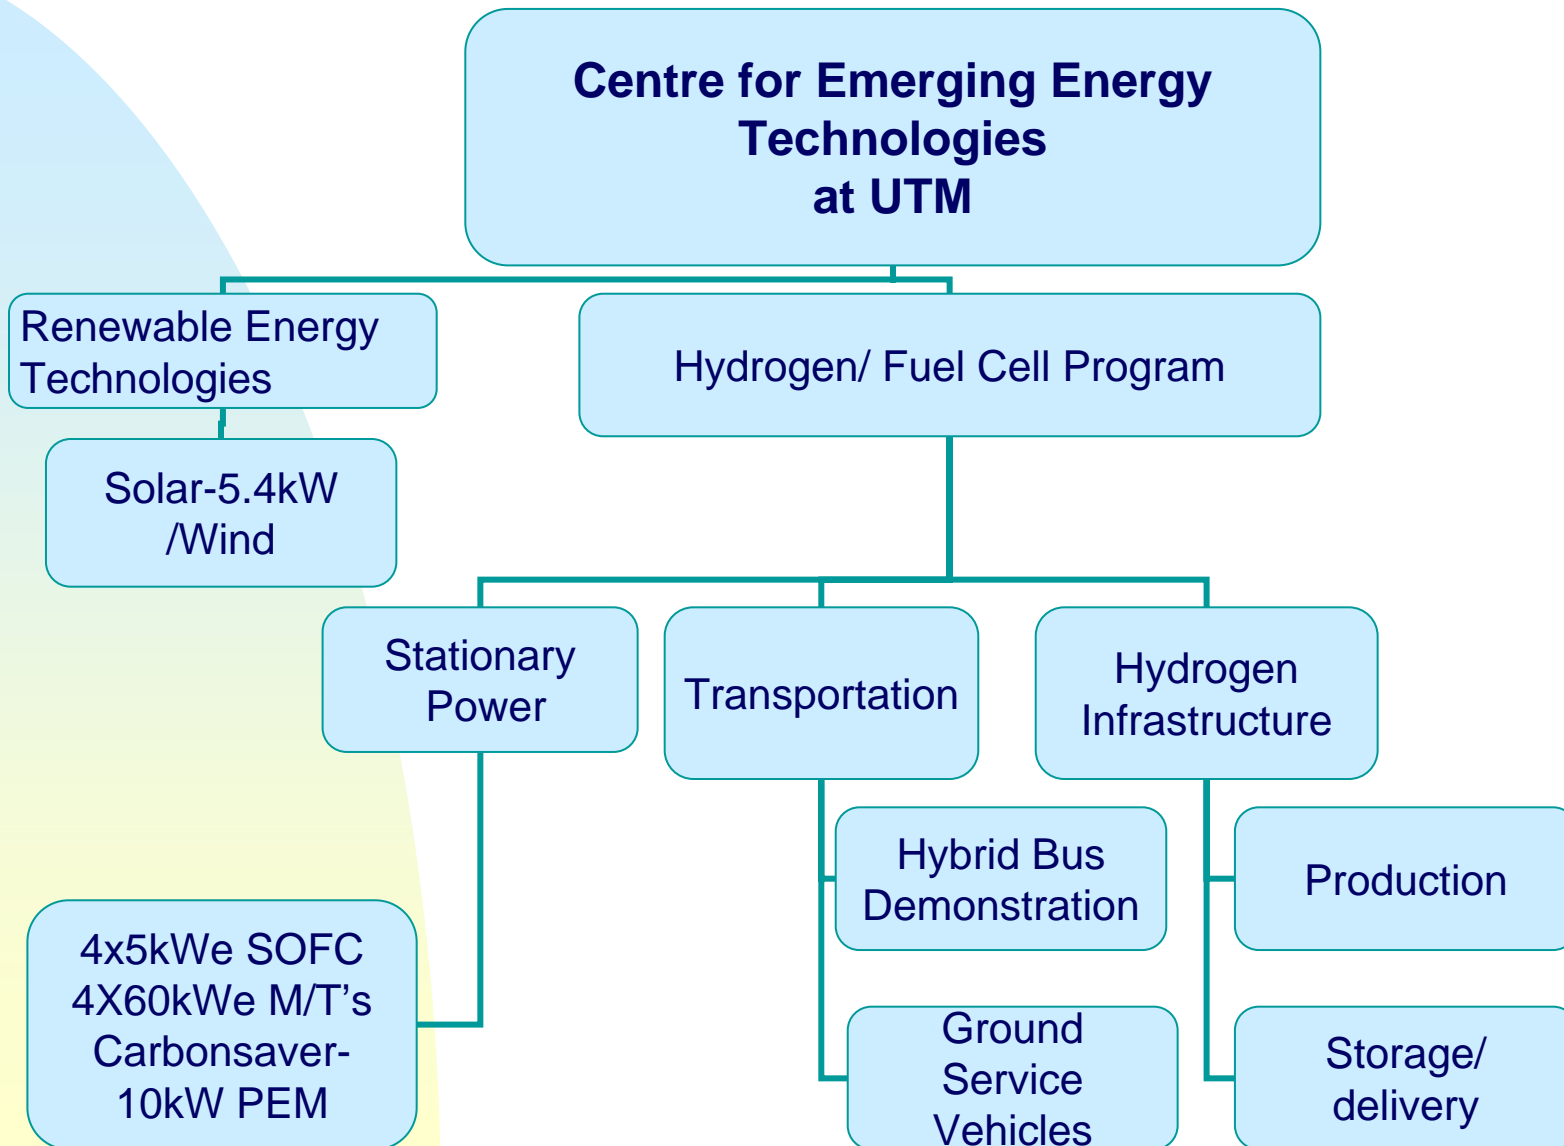 Centre for Emerging Energy
Technologies
at UTM
Renewable Energy
Technologies
Hydrogen/ Fuel Cell Program
Solar-5.4kW
/Wind
Stationary
Power
Transportation
Hydrogen
Infrastructure
Hybrid Bus
Demonstration
Production
4x5kWe SOFC
4X60kWe M/T’s
Carbonsaver-
10kW PEM
Ground
Service
Vehicles
Storage/
delivery